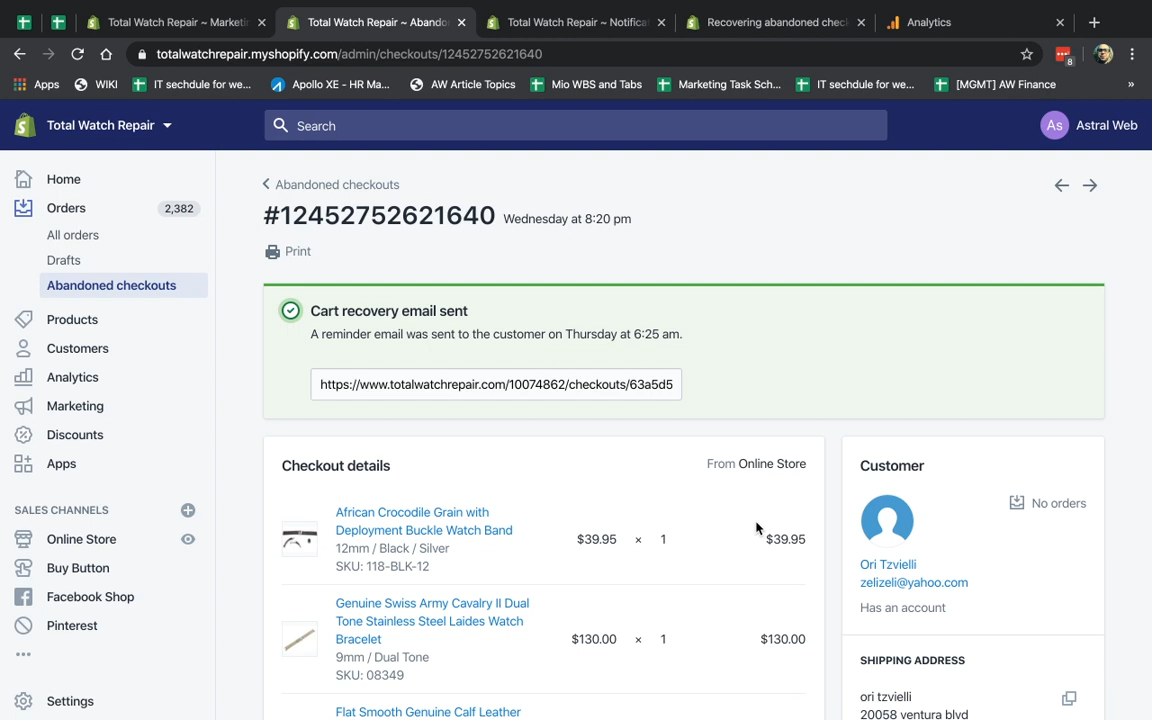 Total Watch Repair ~ Marketin
Total Watch Repair ~ Abando
Total Watch Repair ~ Notifica
Recovering abandoned chec
Analytics
totalwatchrepair.myshopify.com/admin/checkouts/12452752621640
8
Apps
WIKI
IT sechdule for we...
Apollo XE - HR Ma...
AW Article Topics
Mio WBS and Tabs
Marketing Task Sch...
IT sechdule for we...
[MGMT] AW Finance
»
Total Watch Repair
Search
As
Astral Web
Home
Orders
2,382
All orders
Drafts
Abandoned checkouts
Products
Customers
Analytics
Marketing
Discounts
Apps
SALES CHANNELS
Online Store
Buy Button
Facebook Shop
Pinterest
Settings
Abandoned checkouts
#12452752621640 Wednesday at 8:20 pm
Print
Cart recovery email sent
A reminder email was sent to the customer on Thursday at 6:25 am.
https://www.totalwatchrepair.com/10074862/checkouts/63a5d5
Checkout details
From Online Store
African Crocodile Grain with
Deployment Buckle Watch Band
12mm / Black / Silver
SKU: 118-BLK-12
$39.95 × 1 $39.95
Genuine Swiss Army Cavalry II Dual
Tone Stainless Steel Laides Watch
Bracelet
9mm / Dual Tone
SKU: 08349
$130.00 × 1 $130.00
Flat Smooth Genuine Calf Leather
Customer
No orders
Ori Tzvielli
zelizeli@yahoo.com
Has an account
SHIPPING ADDRESS
ori tzvielli
20058 ventura blvd